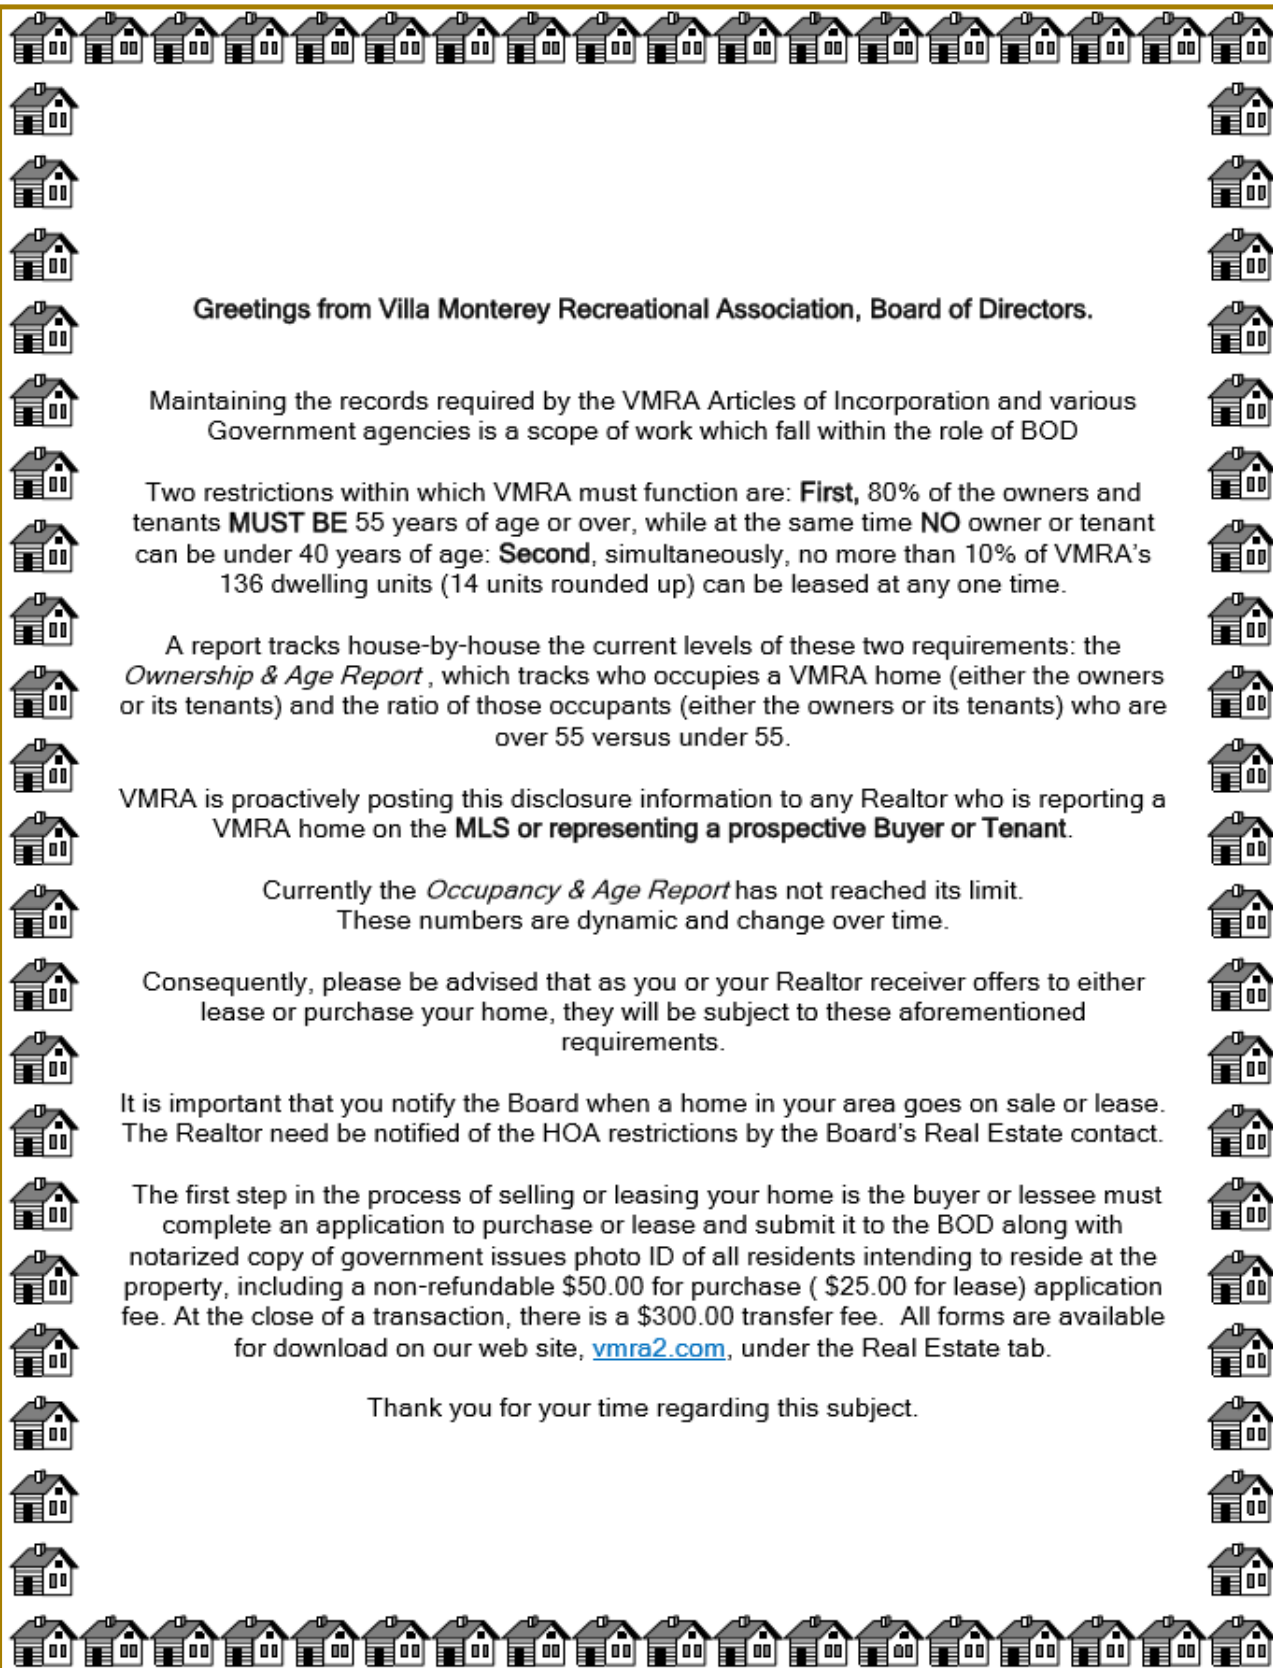 Greetings from Villa Monterey Recreational Association, Board of Directors.
Maintaining the records required by the VMRA Articles of Incorporation and various
Government agencies is a scope of work which fall within the role of BOD
Two restrictions within which VMRA must function are: First, 80% of the owners and
tenants MUST BE 55 years of age or over, while at the same time NO owner or tenant
can be under 40 years of age: Second, simultaneously, no more than 10% of VMRA's
136 dwelling units (14 units rounded up) can be leased at any one time.
A report tracks house-by-house the current levels of these two requirements: the
Ownership & Age Report , which tracks who occupies a VMRA home (either the owners
or its tenants) and the ratio of those occupants (either the owners or its tenants) who are
over 55 versus under 55.
VMRA is proactively posting this disclosure information to any Realtor who is reporting a
VMRA home on the MLS or representing a prospective Buyer or Tenant.
Currently the Occupancy & Age Report has not reached its limit.
These numbers are dynamic and change over time.
Consequently, please be advised that as you or your Realtor receiver offers to either
lease or purchase your home, they will be subject to these aforementioned
requirements.
It is important that you notify the Board when a home in your area goes on sale or lease.
The Realtor need be notified of the HOA restrictions by the Board's Real Estate contact.
The first step in the process of selling or leasing your home is the buyer or lessee must
complete an application to purchase or lease and submit it to the BOD along with
notarized copy of government issues photo ID of all residents intending to reside at the
property, including a non-refundable $50.00 for purchase ( $25.00 for lease) application
fee. At the close of a transaction, there is a $300.00 transfer fee.  All forms are available
for download on our web site, vmra2.com, under the Real Estate tab.
Thank you for your time regarding this subject.